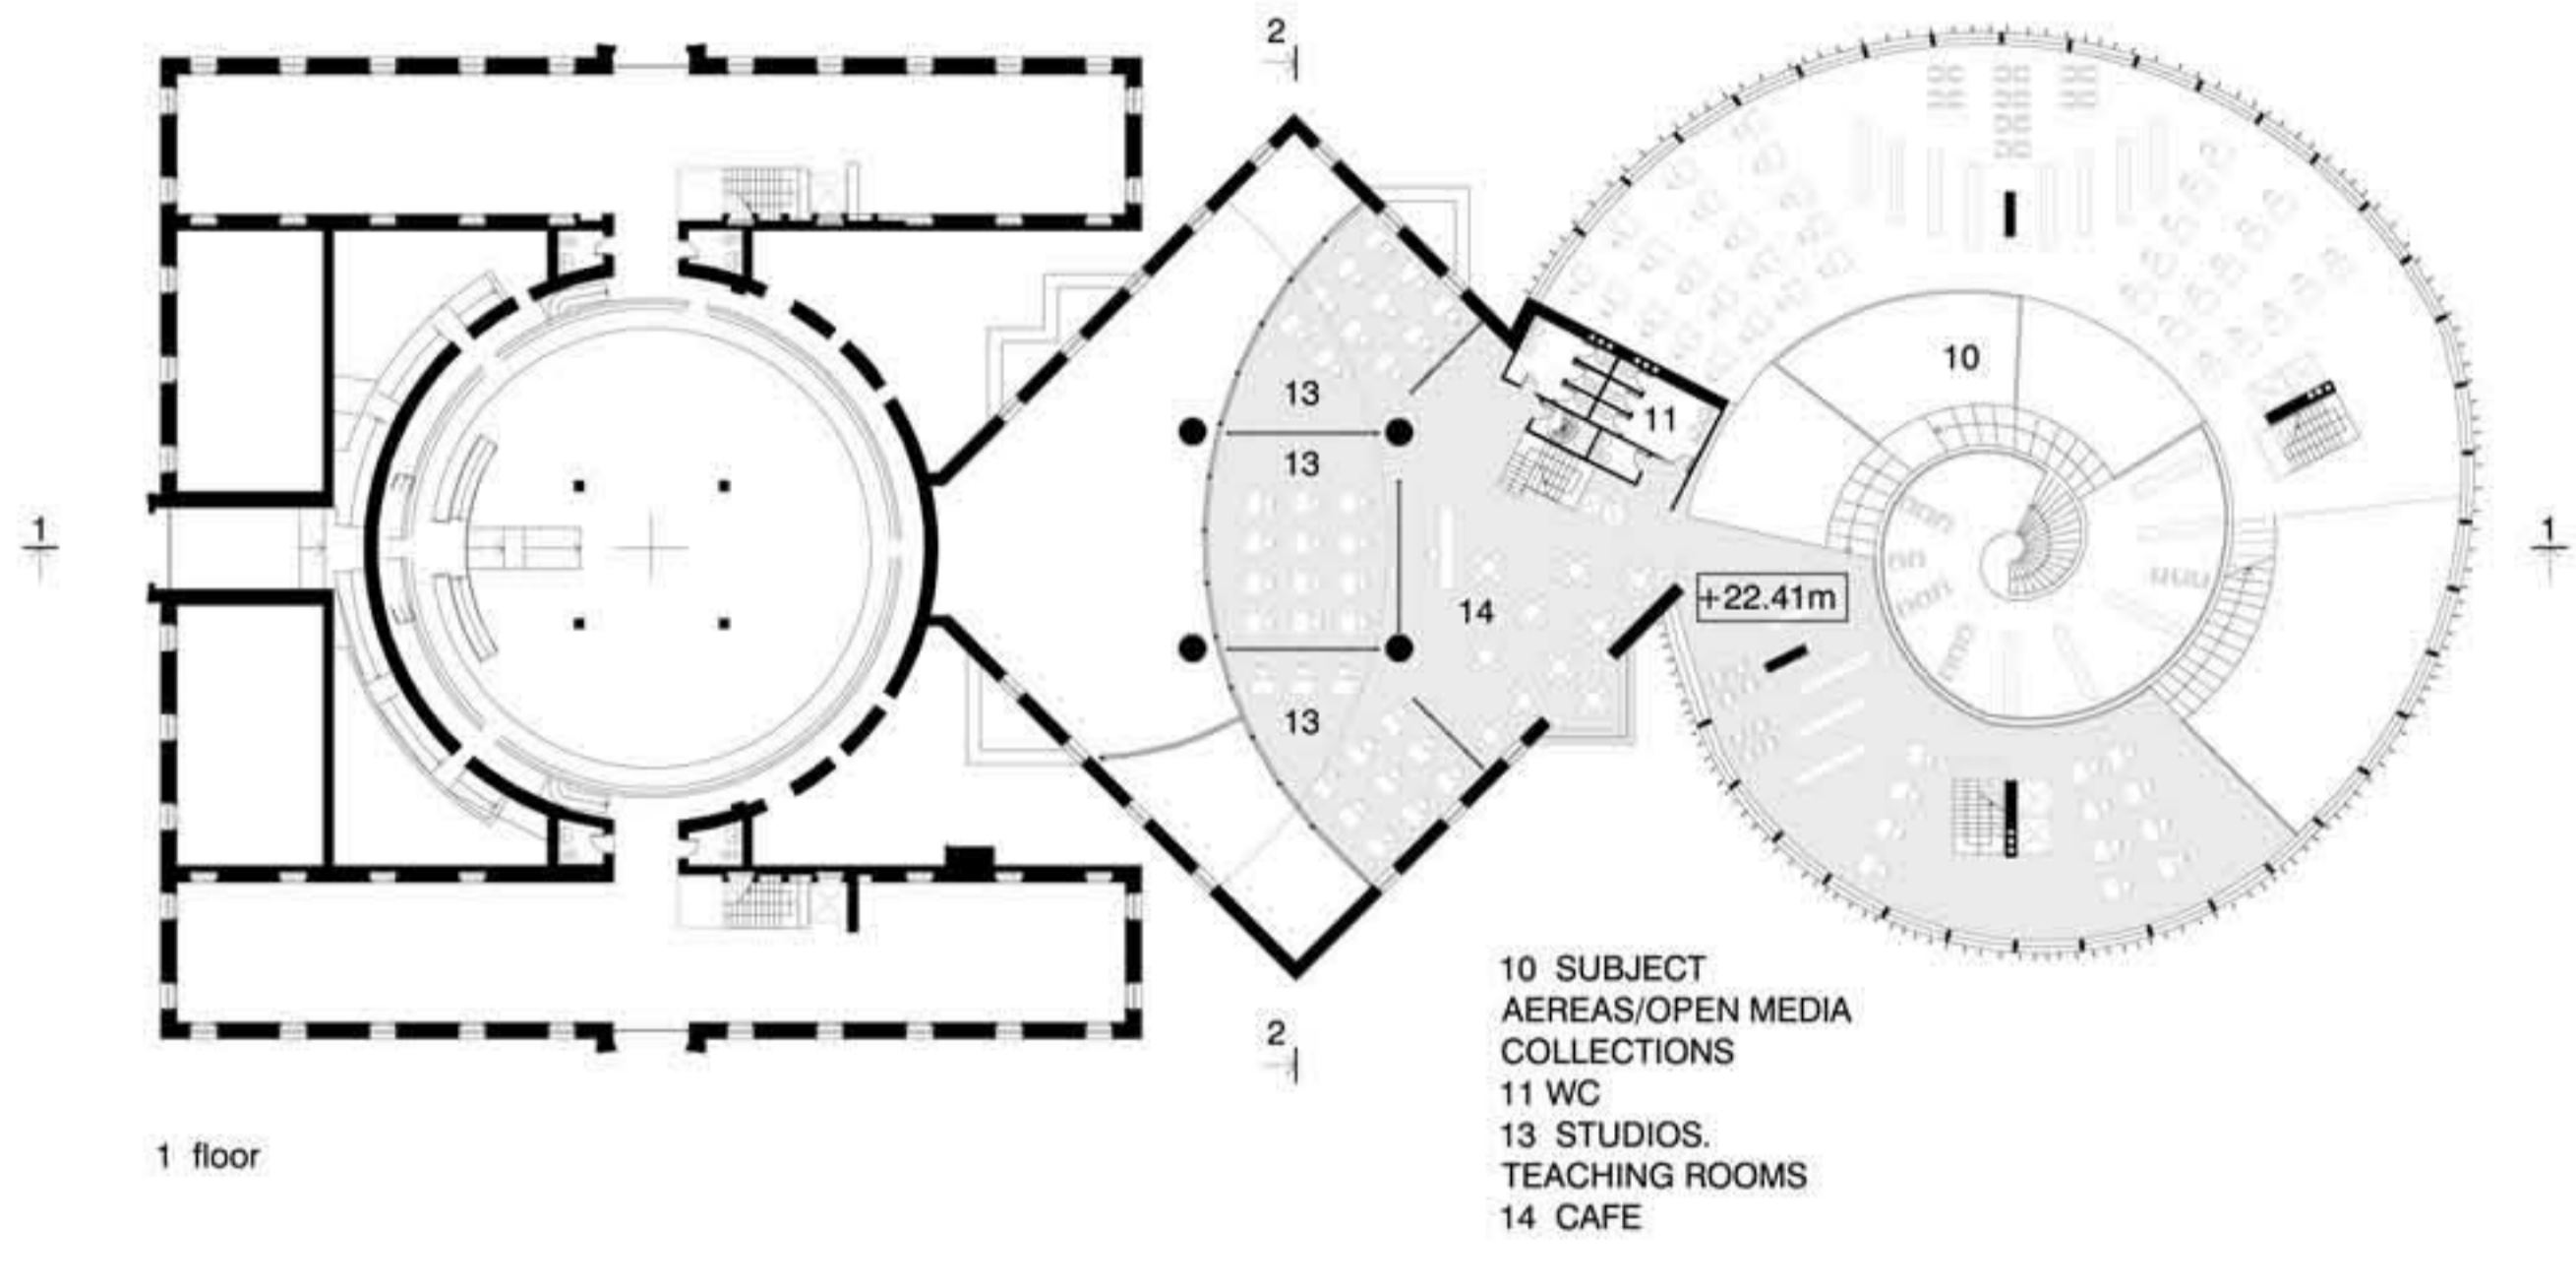 2
1
10
13
11
13
1
+22.41m
14
13
2
10 SUBJECT
AEREAS/OPEN MEDIA
COLLECTIONS
11 WC
13 STUDIOS.
TEACHING ROOMS
14 CAFE
1 floor